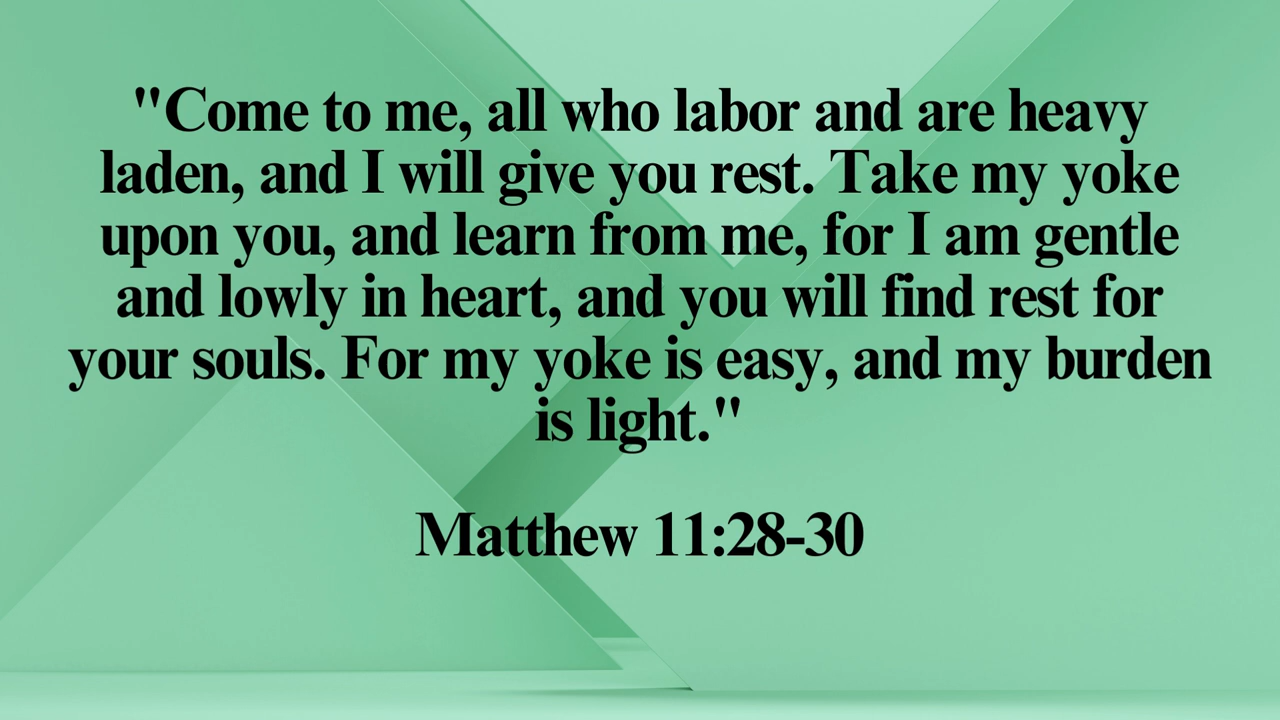 "Come to me, all who labor and are heavy
laden, and I will give you rest. Take my yoke
upon you, and learn from me, for I am gentle
and lowly in heart, and you will find rest for
your souls. For my yoke is easy, and my burden
is light."
Matthew 11:28-30